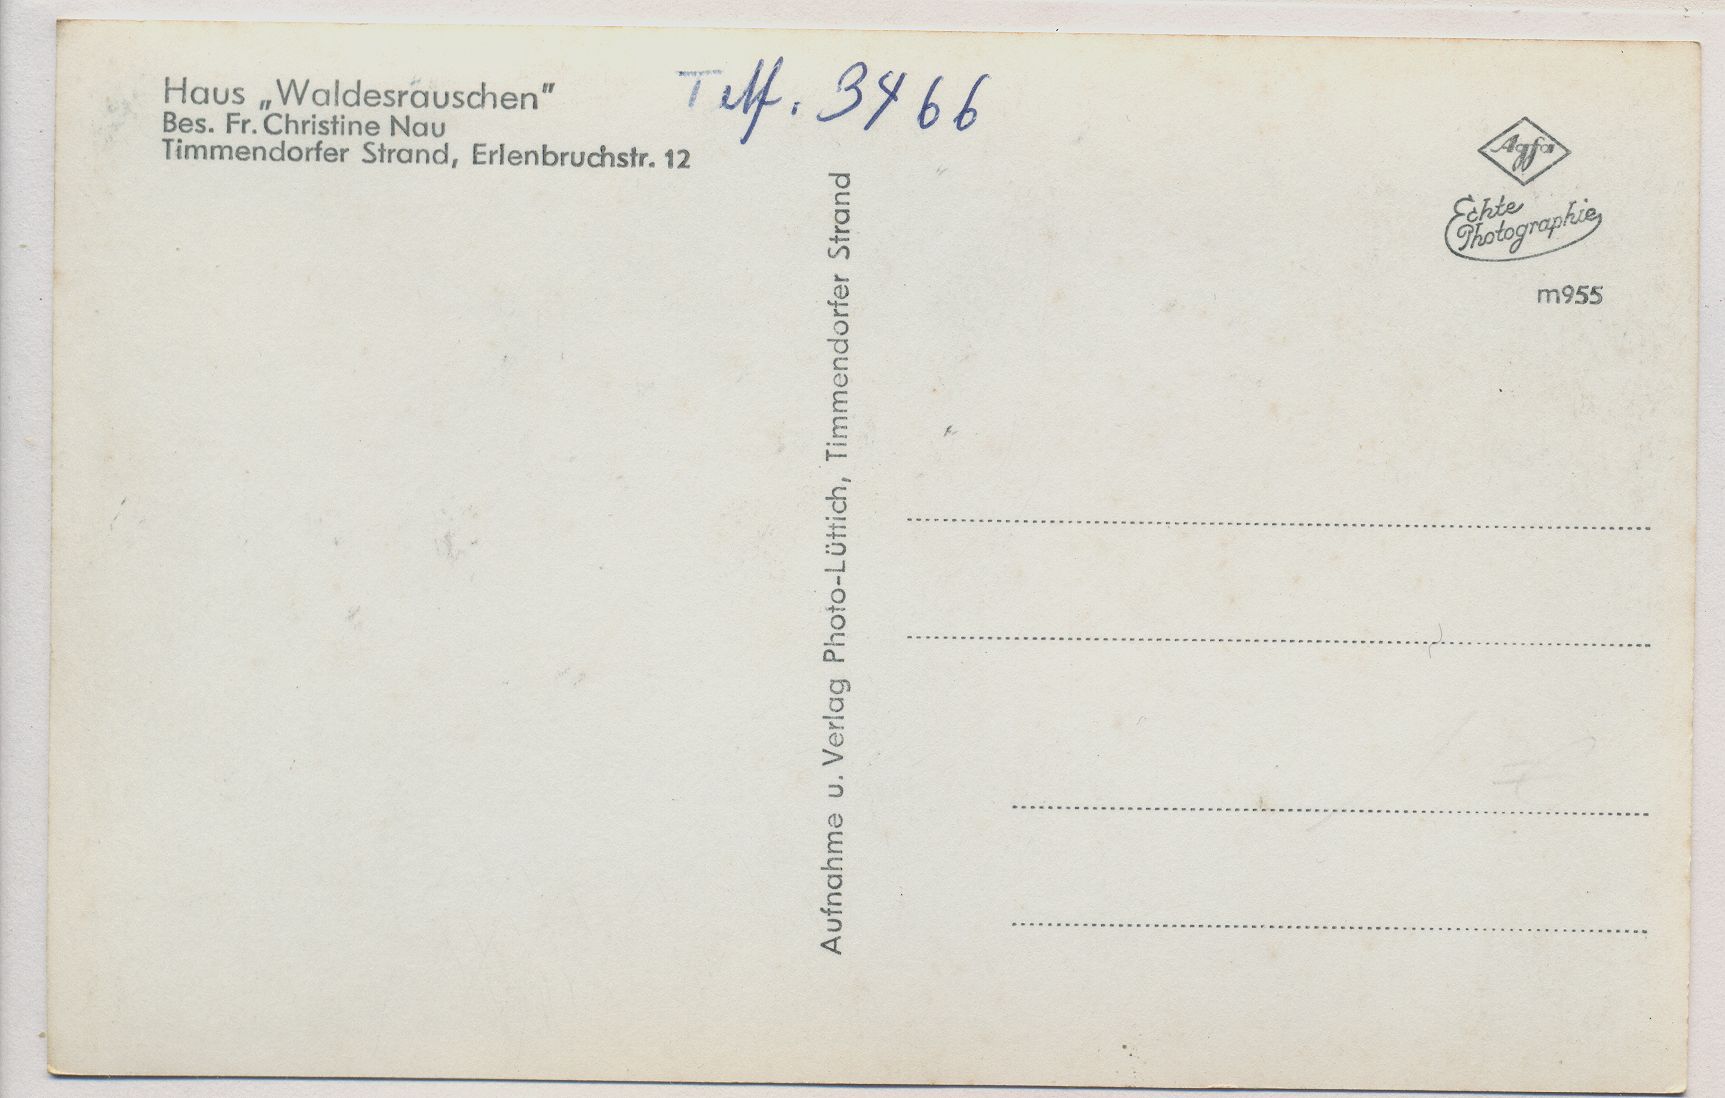 Haus „Waldesrauschen"
Bes. Fr. Christine Nau
Timmendorfer Strand, Erlenbruchstr. 12
Telf. 3466
Aufnahme u. Verlag Photo-Lüttich, Timmendorfer Strand
Agfa
Echte
Photographie
m955